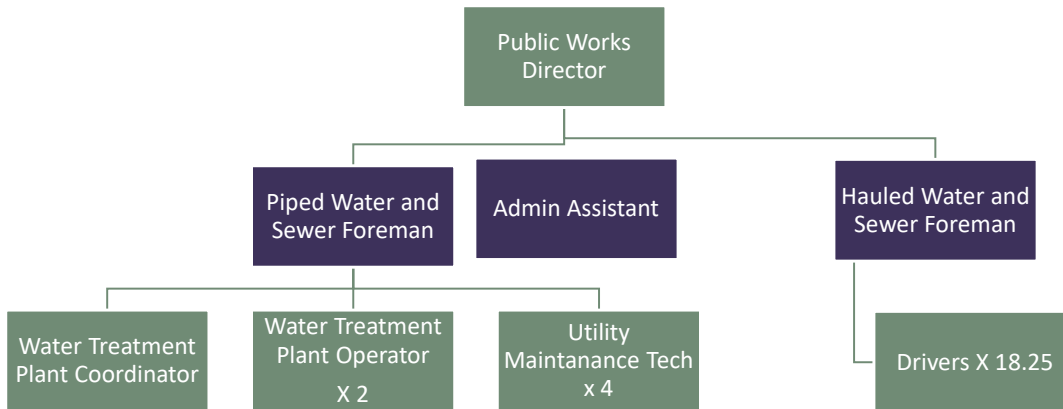 Public Works
Director
Piped Water and
Sewer Foreman
Admin Assistant
Hauled Water and
Sewer Foreman
Water Treatment
Plant Coordinator
Water Treatment
Plant Operator
X 2
Utility
Maintanance Tech
x 4
Drivers X 18.25